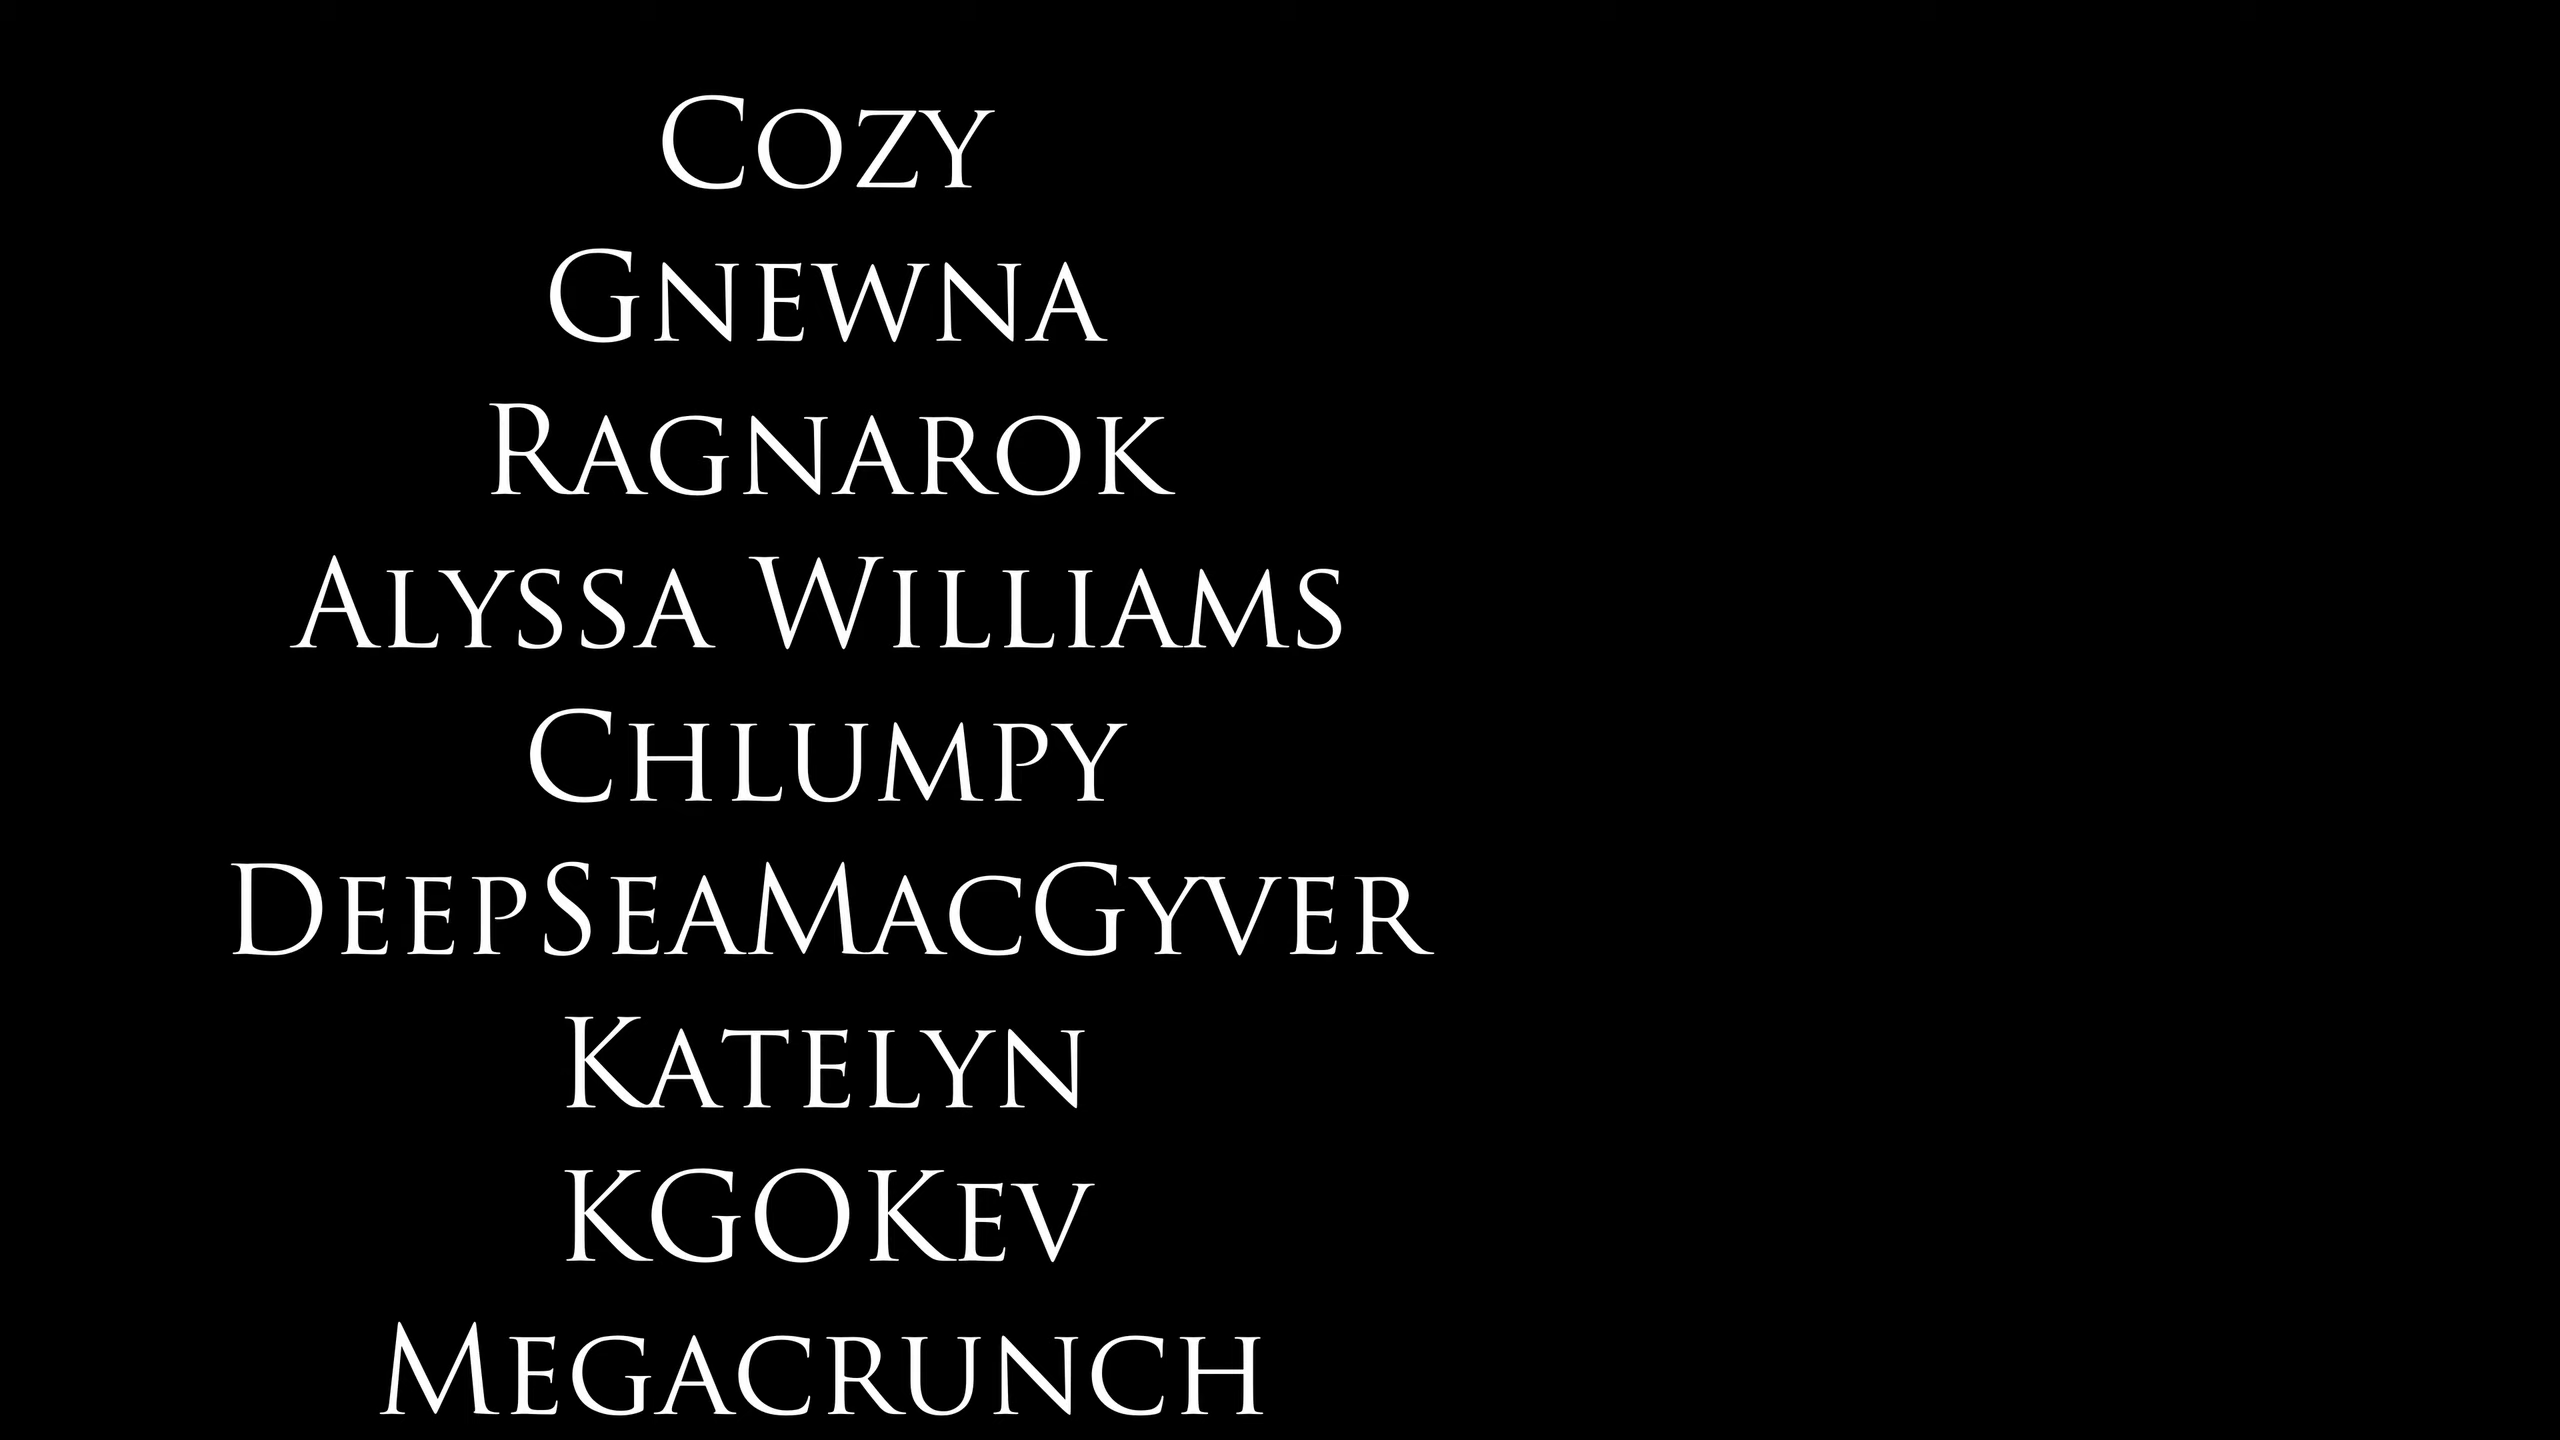 Cozy
Gnewna
Ragnarok
Alyssa Williams
Chlumpy
DeepSeaMacGyver
Katelyn
KGOKev
Megacrunch